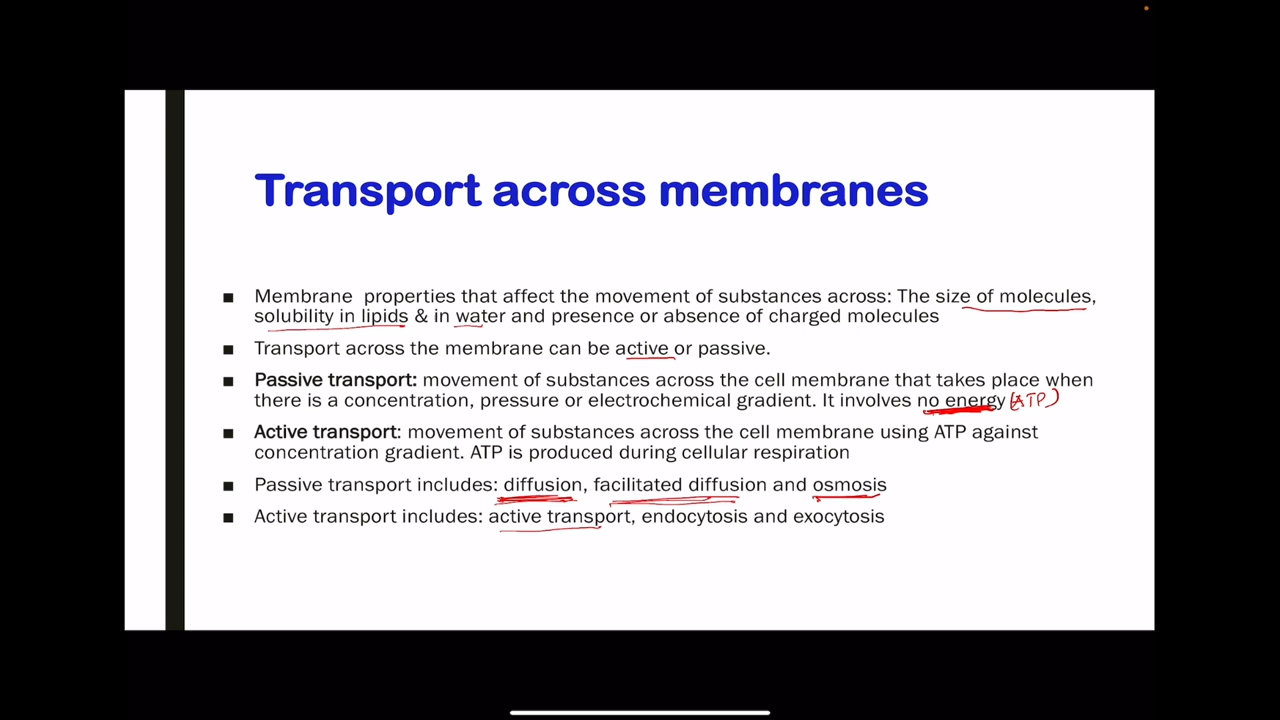 Transport across membranes
■ Membrane properties that affect the movement of substances across: The size of molecules,
solubility in lipids & in water and presence or absence of charged molecules
■ Transport across the membrane can be active or passive.
■ Passive transport: movement of substances across the cell membrane that takes place when
there is a concentration, pressure or electrochemical gradient. It involves no energy (ATP)
■ Active transport: movement of substances across the cell membrane using ATP against
concentration gradient. ATP is produced during cellular respiration
■ Passive transport includes: diffusion, facilitated diffusion and osmosis
■ Active transport includes: active transport, endocytosis and exocytosis